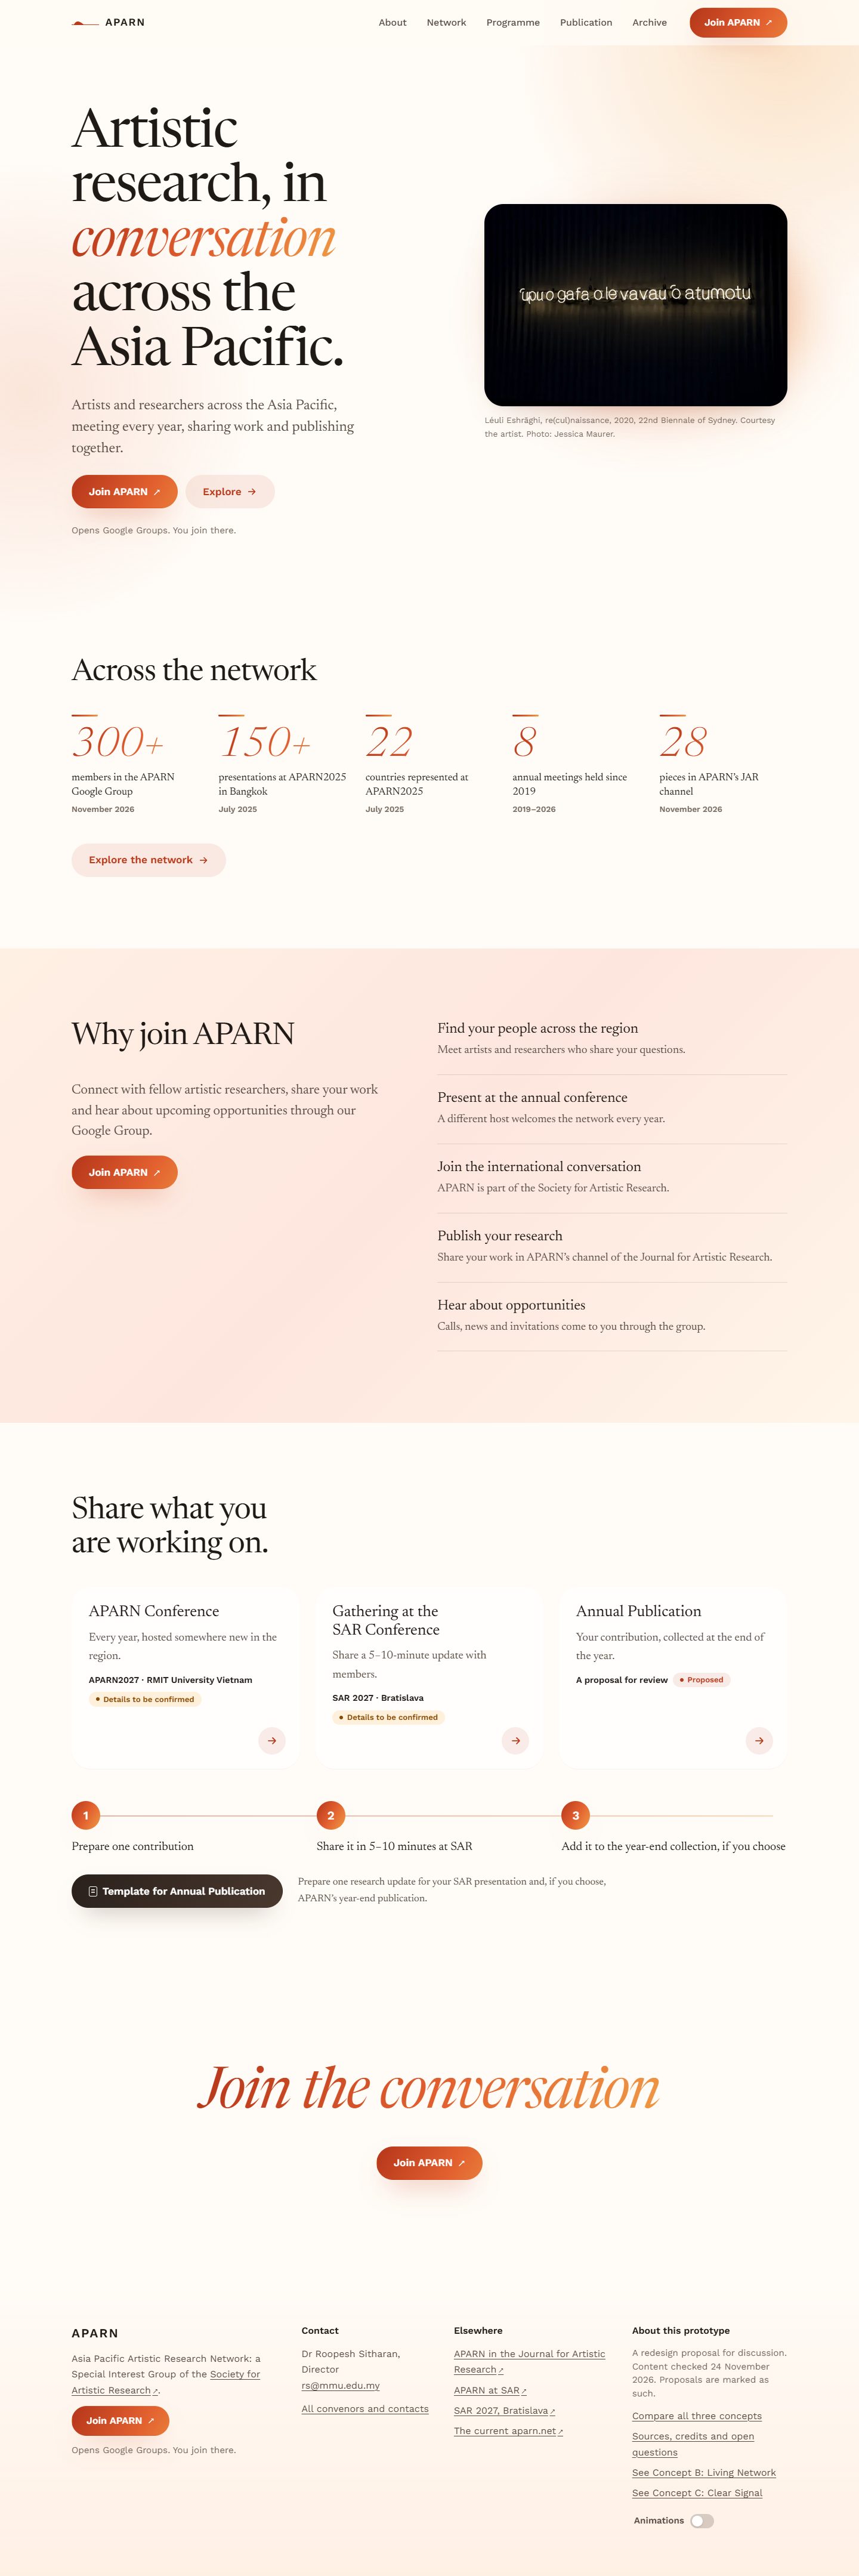 APARN
About Network Programme Publication Archive Join APARN ↗
Artistic
research, in
conversation
across the
Asia Pacific.
Artists and researchers across the Asia Pacific,
meeting every year, sharing work and publishing
together.
Join APARN ↗ Explore →
Opens Google Groups. You join there.
Léuli Eshrāghi, re(cul)naissance, 2020, 22nd Biennale of Sydney. Courtesy
the artist. Photo: Jessica Maurer.
Across the network
300+
members in the APARN
Google Group
November 2026
150+
presentations at APARN2025
in Bangkok
July 2025
22
countries represented at
APARN2025
July 2025
8
annual meetings held since
2019
2019–2026
28
pieces in APARN’s JAR
channel
November 2026
Explore the network →
Why join APARN
Connect with fellow artistic researchers, share your work
and hear about upcoming opportunities through our
Google Group.
Join APARN ↗
Find your people across the region
Meet artists and researchers who share your questions.
Present at the annual conference
A different host welcomes the network every year.
Join the international conversation
APARN is part of the Society for Artistic Research.
Publish your research
Share your work in APARN’s channel of the Journal for Artistic Research.
Hear about opportunities
Calls, news and invitations come to you through the group.
Share what you
are working on.
APARN Conference
Every year, hosted somewhere new in the
region.
APARN2027 · RMIT University Vietnam
Details to be confirmed
→
Gathering at the
SAR Conference
Share a 5–10-minute update with
members.
SAR 2027 · Bratislava
Details to be confirmed
→
Annual Publication
Your contribution, collected at the end of
the year.
A proposal for review Proposed
→
1
Prepare one contribution
2
Share it in 5–10 minutes at SAR
3
Add it to the year-end collection, if you choose
Template for Annual Publication
Prepare one research update for your SAR presentation and, if you choose,
APARN’s year-end publication.
Join the conversation
Join APARN ↗
APARN
Asia Pacific Artistic Research Network: a
Special Interest Group of the Society for
Artistic Research ↗.
Join APARN ↗
Opens Google Groups. You join there.
Contact
Dr Roopesh Sitharan,
Director
rs@mmu.edu.my
All convenors and contacts
Elsewhere
APARN in the Journal for Artistic
Research ↗
APARN at SAR ↗
SAR 2027, Bratislava ↗
The current aparn.net ↗
About this prototype
A redesign proposal for discussion.
Content checked 24 November
2026. Proposals are marked as
such.
Compare all three concepts
Sources, credits and open
questions
See Concept B: Living Network
See Concept C: Clear Signal
Animations